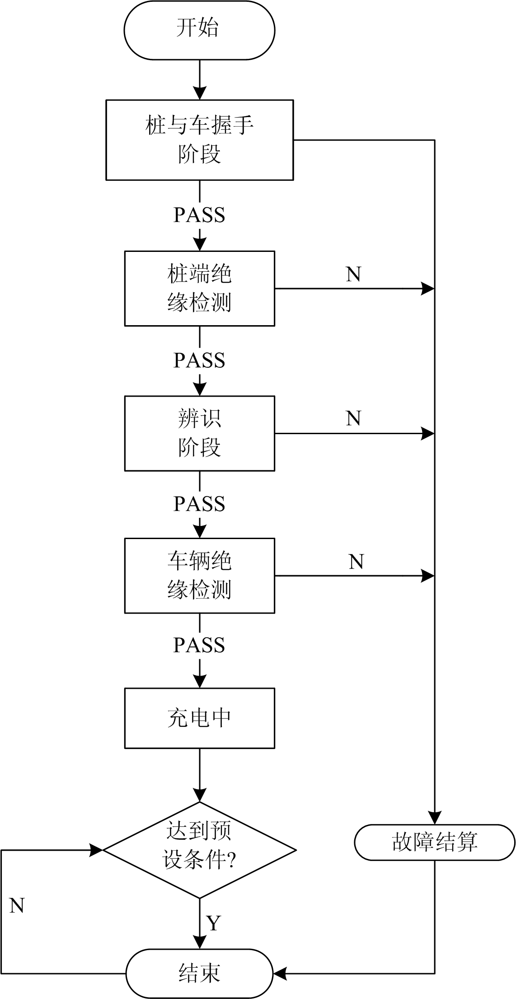 开始
桩与车握手
阶段
PASS
桩端绝
缘检测
N
PASS
辨识
阶段
N
PASS
车辆绝
缘检测
N
PASS
充电中
达到预
设条件?
故障结算
N
Y
结束